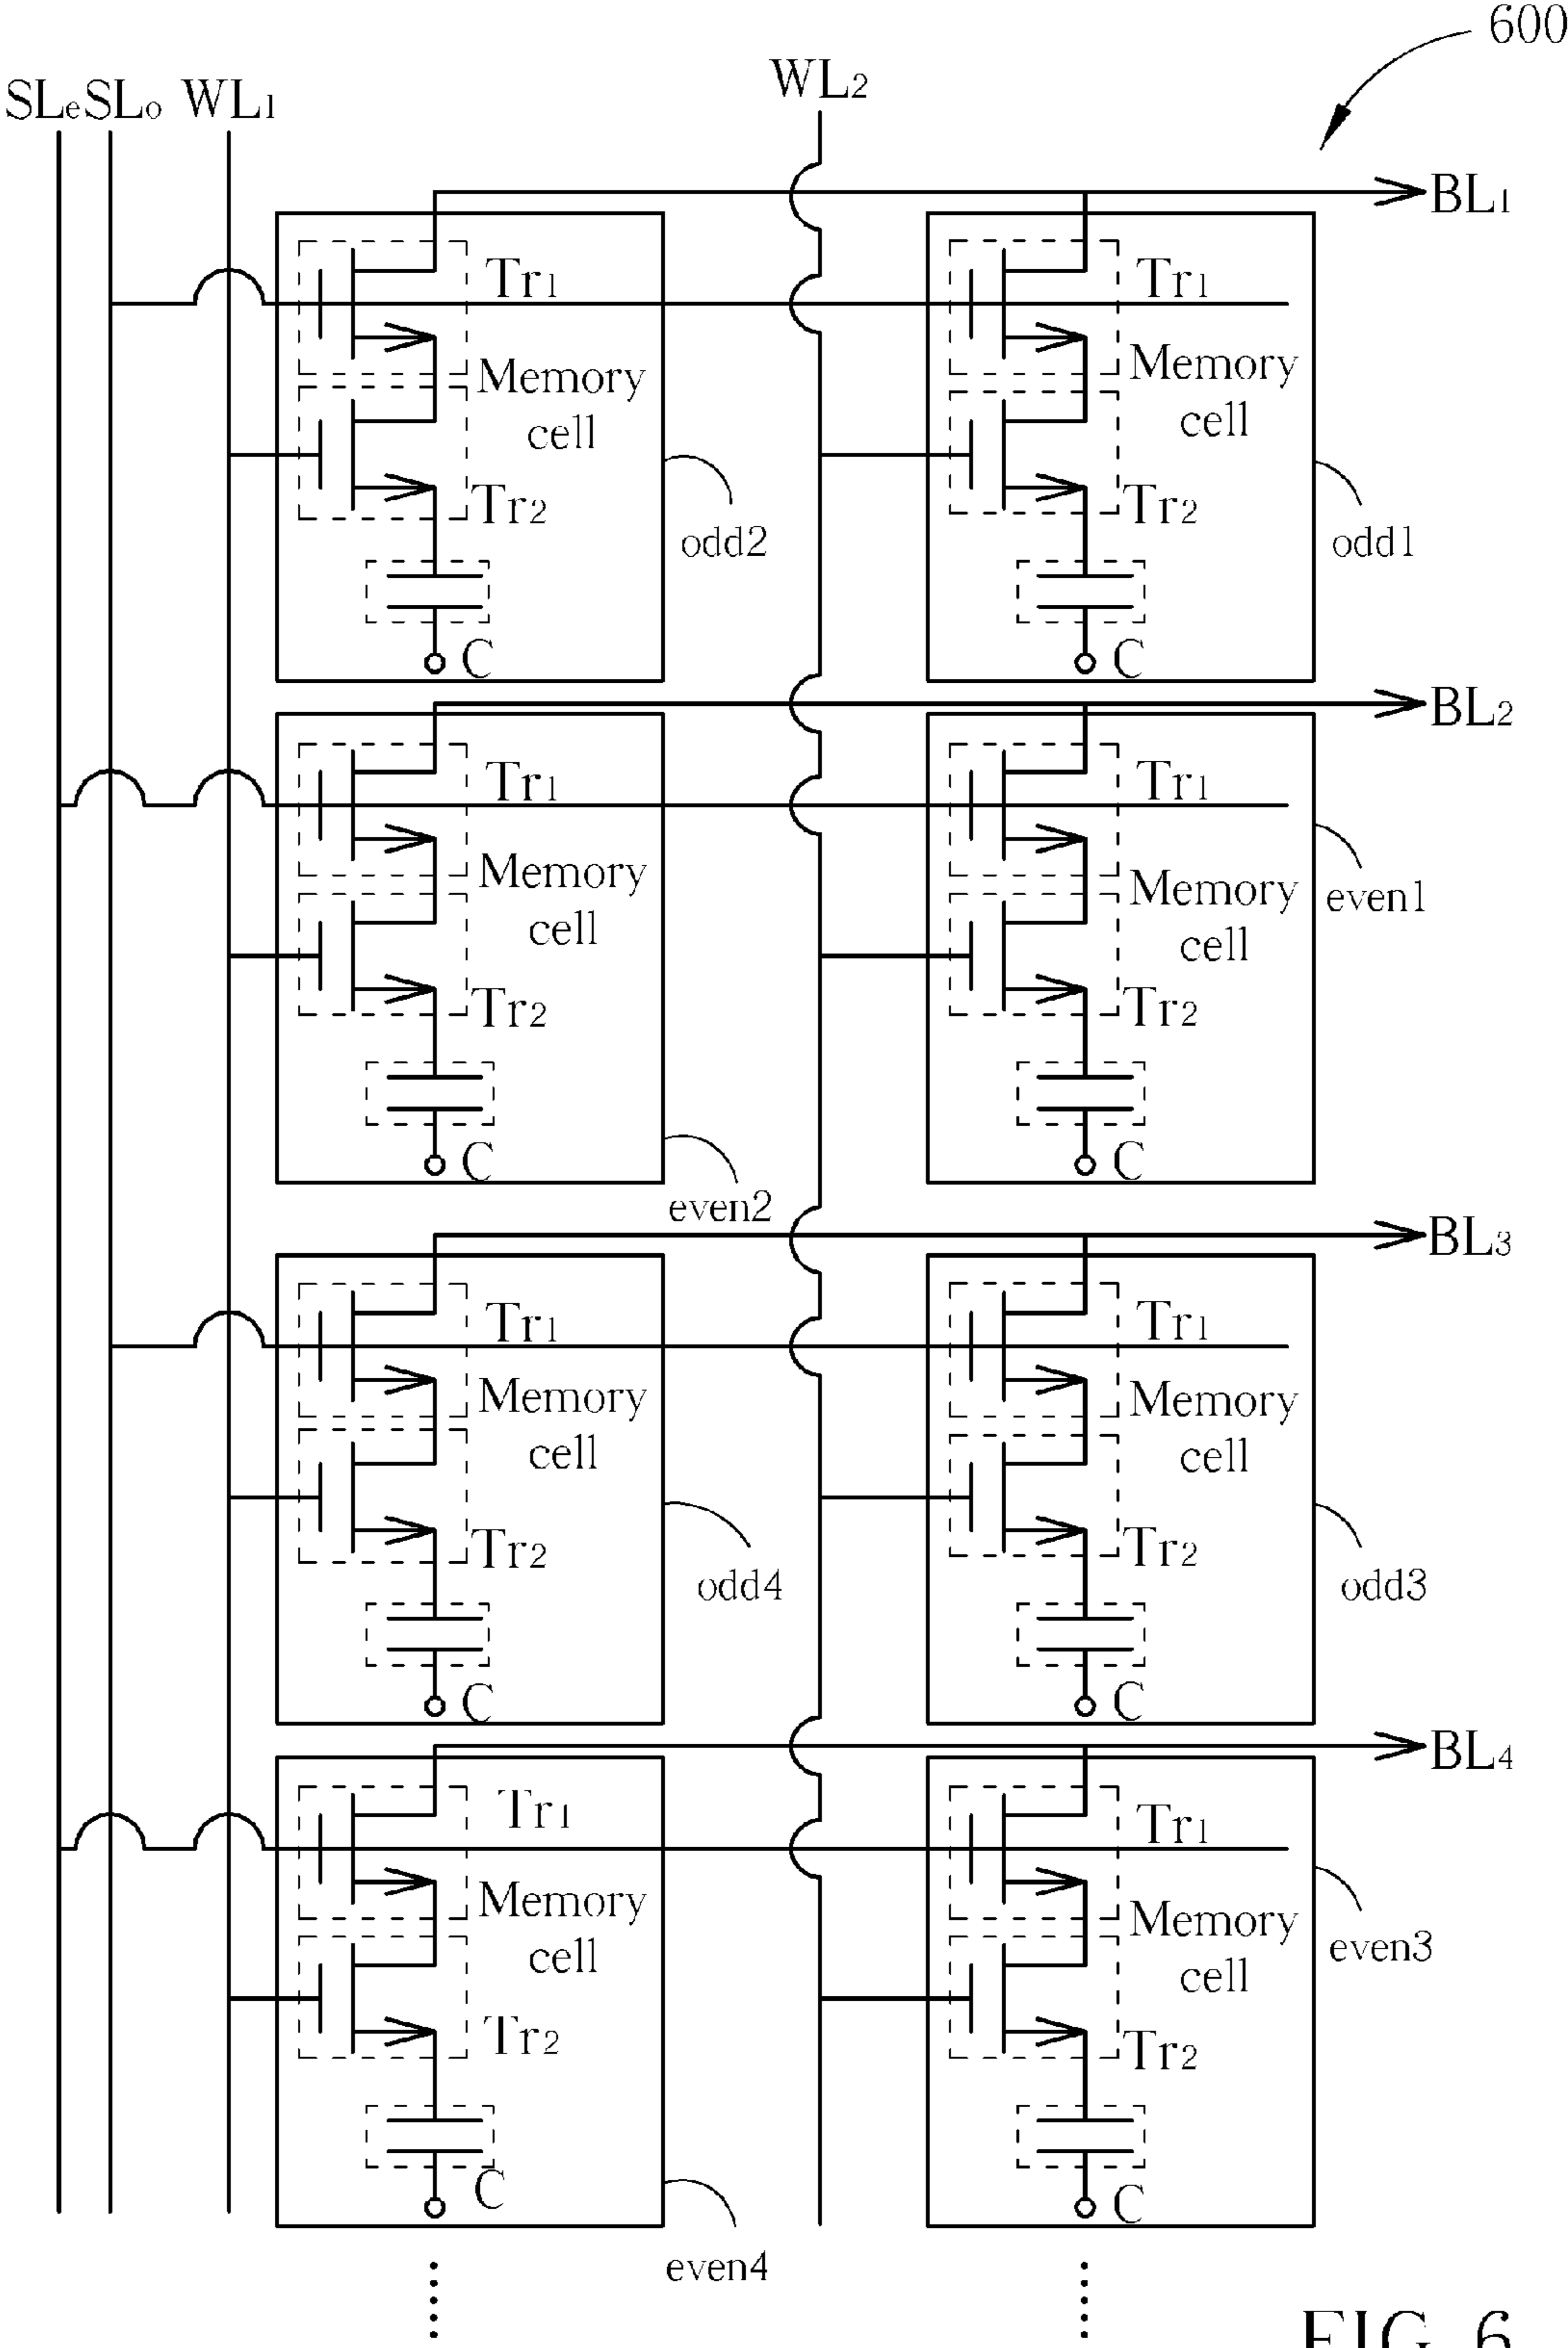 600
SLe SLo WL1 WL2
BL1
Tr1 Tr1
Memory cell Memory cell
Tr2 Tr2
odd2 odd1
C C
BL2
Tr1 Tr1
Memory cell Memory cell
even1
Tr2 Tr2
C C
even2
BL3
Tr1 Tr1
Memory cell Memory cell
Tr2 Tr2
odd4 odd3
C C
BL4
Tr1 Tr1
Memory cell Memory cell
even3
Tr2 Tr2
C C
even4
FIG. 6